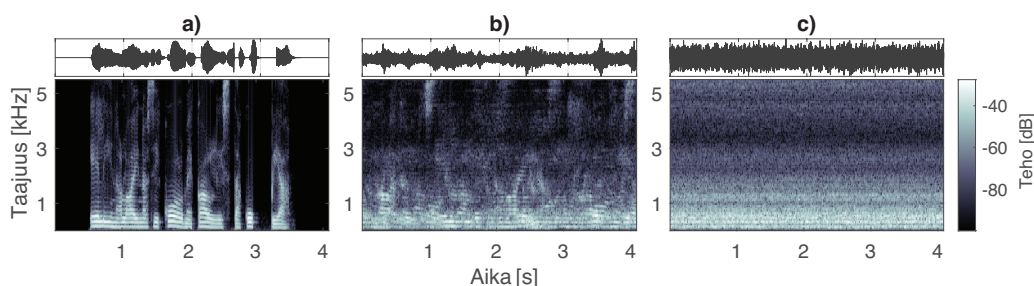 a) b) c)
5 5 5
3 3 3
1 1 1
Taajuus [kHz]
1 2 3 4 1 2 3 4 1 2 3 4
Aika [s]
-40
-60
-80
Teho [dB]